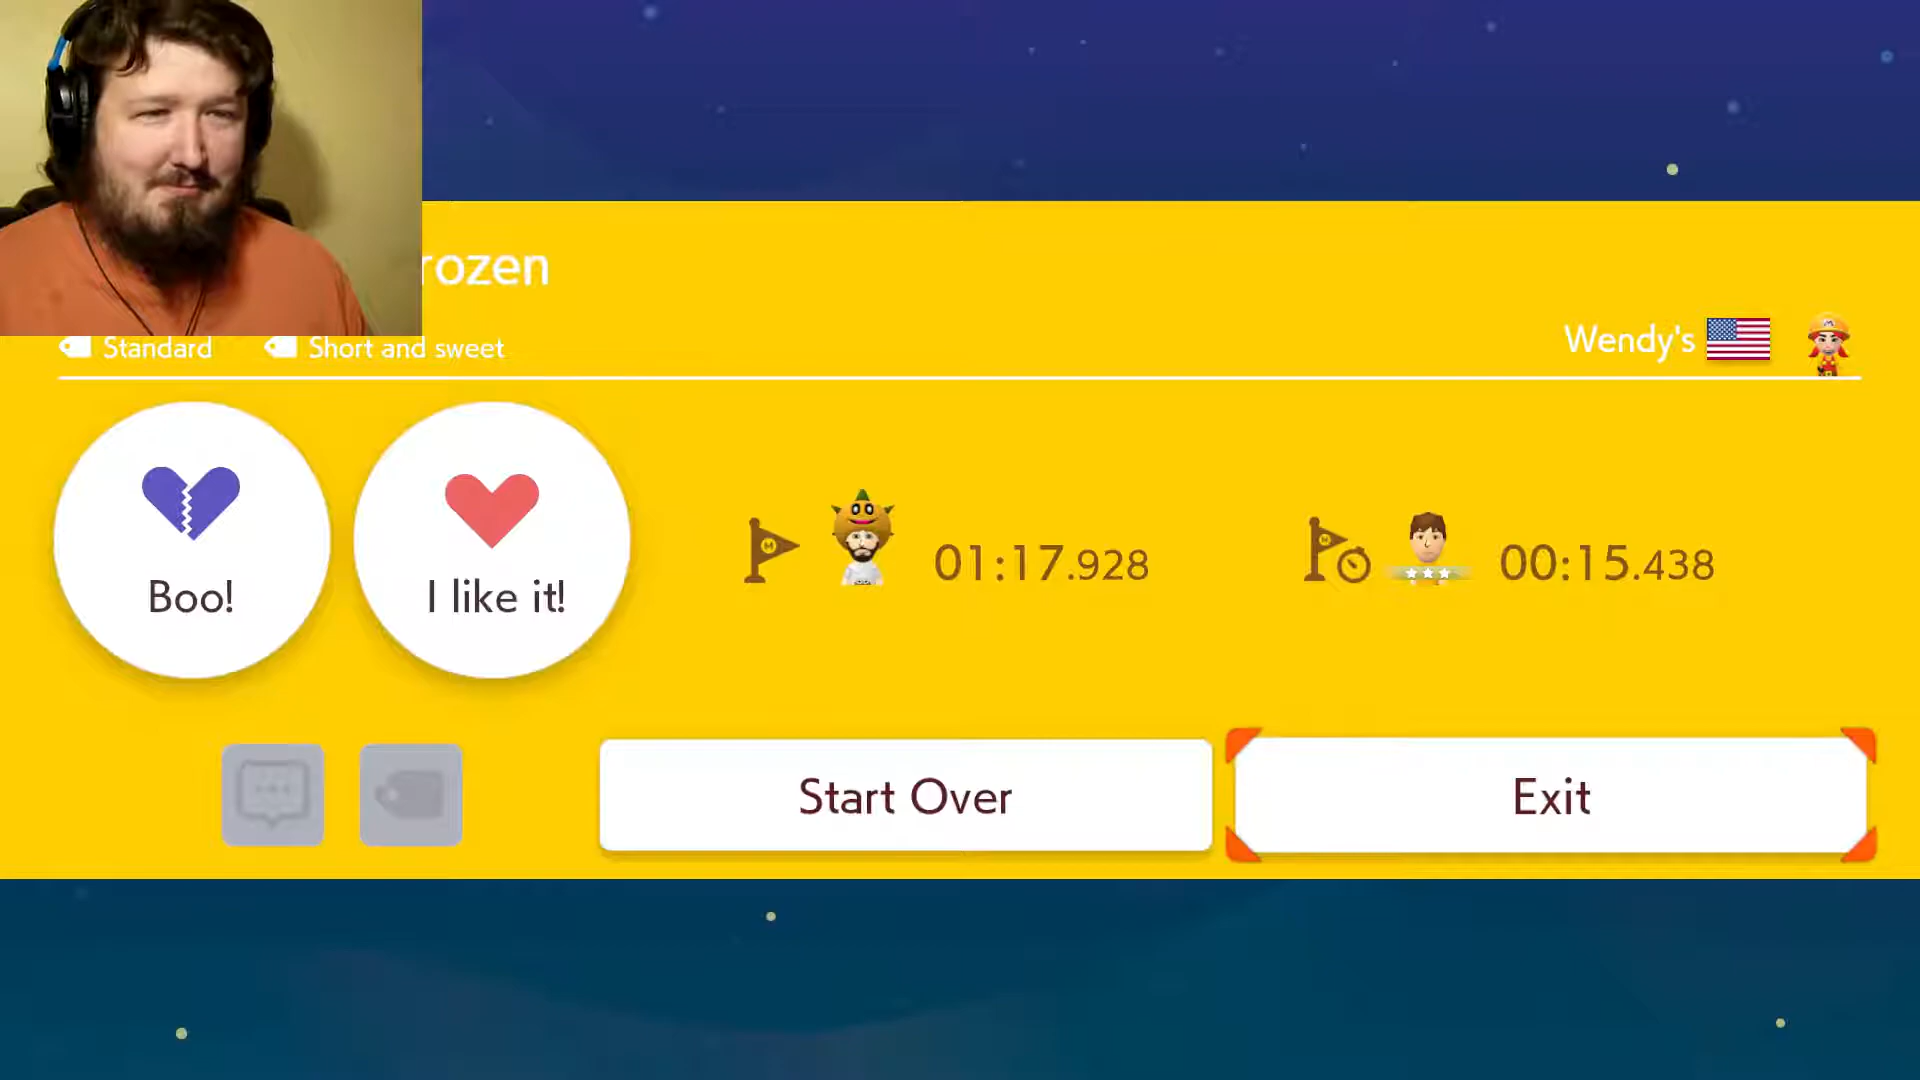 rozen
Standard Short and sweet
Wendy's
Boo!
I like it!
01:17.928
00:15.438
Start Over
Exit